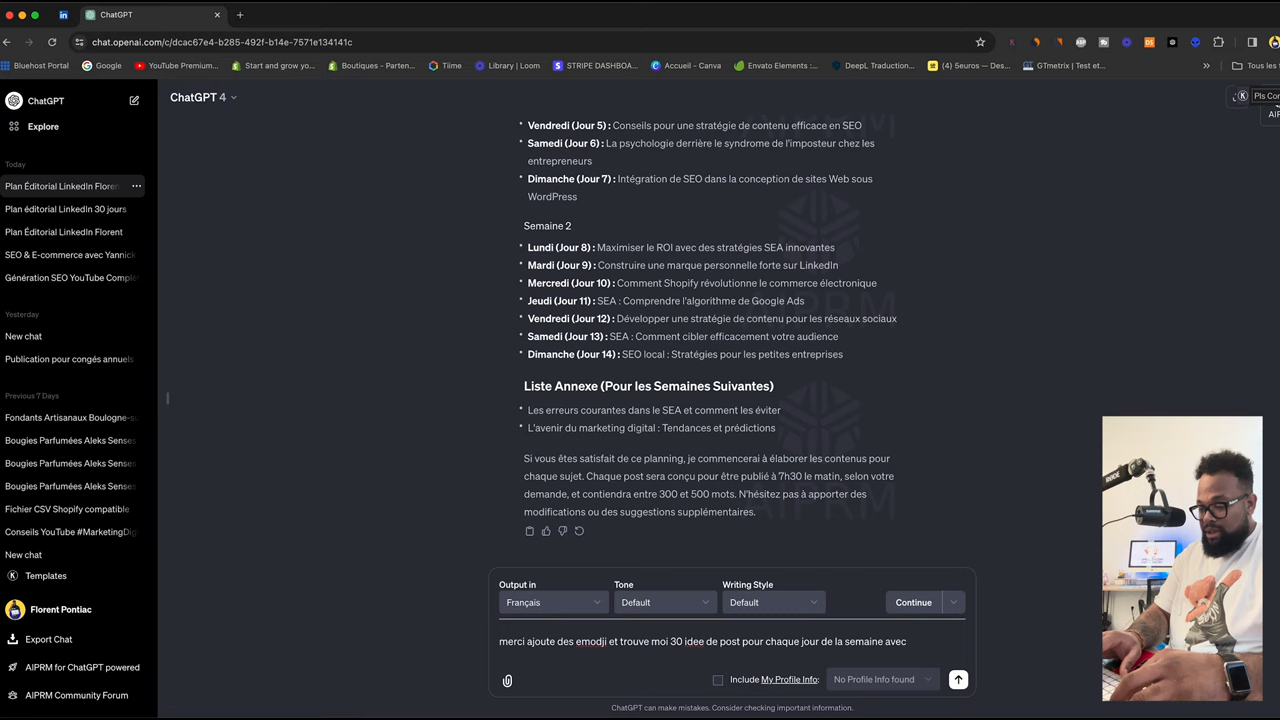 ChatGPT
chat.openai.com/c/dcac67e4-b285-492f-b14e-7571e134141c
Bluehost Portal
Google
YouTube Premium...
Start and grow yo...
Boutiques - Parten...
Tiime
Library | Loom
STRIPE DASHBOA...
Accueil - Canva
Envato Elements :...
DeepL Traduction...
(4) 5euros — Des...
GTmetrix | Test et...
»
Tous les
ChatGPT
Explore
Today
Plan Éditorial LinkedIn Floren
Plan éditorial LinkedIn 30 jours
Plan Éditorial LinkedIn Florent
SEO & E-commerce avec Yannick
Génération SEO YouTube Complè
Yesterday
New chat
Publication pour congés annuels
Previous 7 Days
Fondants Artisanaux Boulogne-su
Bougies Parfumées Aleks Senses
Bougies Parfumées Aleks Senses
Bougies Parfumées Aleks Senses
Fichier CSV Shopify compatible
Conseils YouTube #MarketingDig
New chat
Templates
Florent Pontiac
Export Chat
AIPRM for ChatGPT powered
AIPRM Community Forum
ChatGPT 4
Pls Con
AIF
Vendredi (Jour 5) : Conseils pour une stratégie de contenu efficace en SEO
Samedi (Jour 6) : La psychologie derrière le syndrome de l'imposteur chez les
entrepreneurs
Dimanche (Jour 7) : Intégration de SEO dans la conception de sites Web sous
WordPress
Semaine 2
Lundi (Jour 8) : Maximiser le ROI avec des stratégies SEA innovantes
Mardi (Jour 9) : Construire une marque personnelle forte sur LinkedIn
Mercredi (Jour 10) : Comment Shopify révolutionne le commerce électronique
Jeudi (Jour 11) : SEA : Comprendre l'algorithme de Google Ads
Vendredi (Jour 12) : Développer une stratégie de contenu pour les réseaux sociaux
Samedi (Jour 13) : SEA : Comment cibler efficacement votre audience
Dimanche (Jour 14) : SEO local : Stratégies pour les petites entreprises
Liste Annexe (Pour les Semaines Suivantes)
Les erreurs courantes dans le SEA et comment les éviter
L'avenir du marketing digital : Tendances et prédictions
Si vous êtes satisfait de ce planning, je commencerai à élaborer les contenus pour
chaque sujet. Chaque post sera conçu pour être publié à 7h30 le matin, selon votre
demande, et contiendra entre 300 et 500 mots. N'hésitez pas à apporter des
modifications ou des suggestions supplémentaires.
AIPRM
Output in
Tone
Writing Style
Français
Default
Default
Continue
merci ajoute des emodji et trouve moi 30 idee de post pour chaque jour de la semaine avec
Include My Profile Info:
No Profile Info found
ChatGPT can make mistakes. Consider checking important information.
RØDE